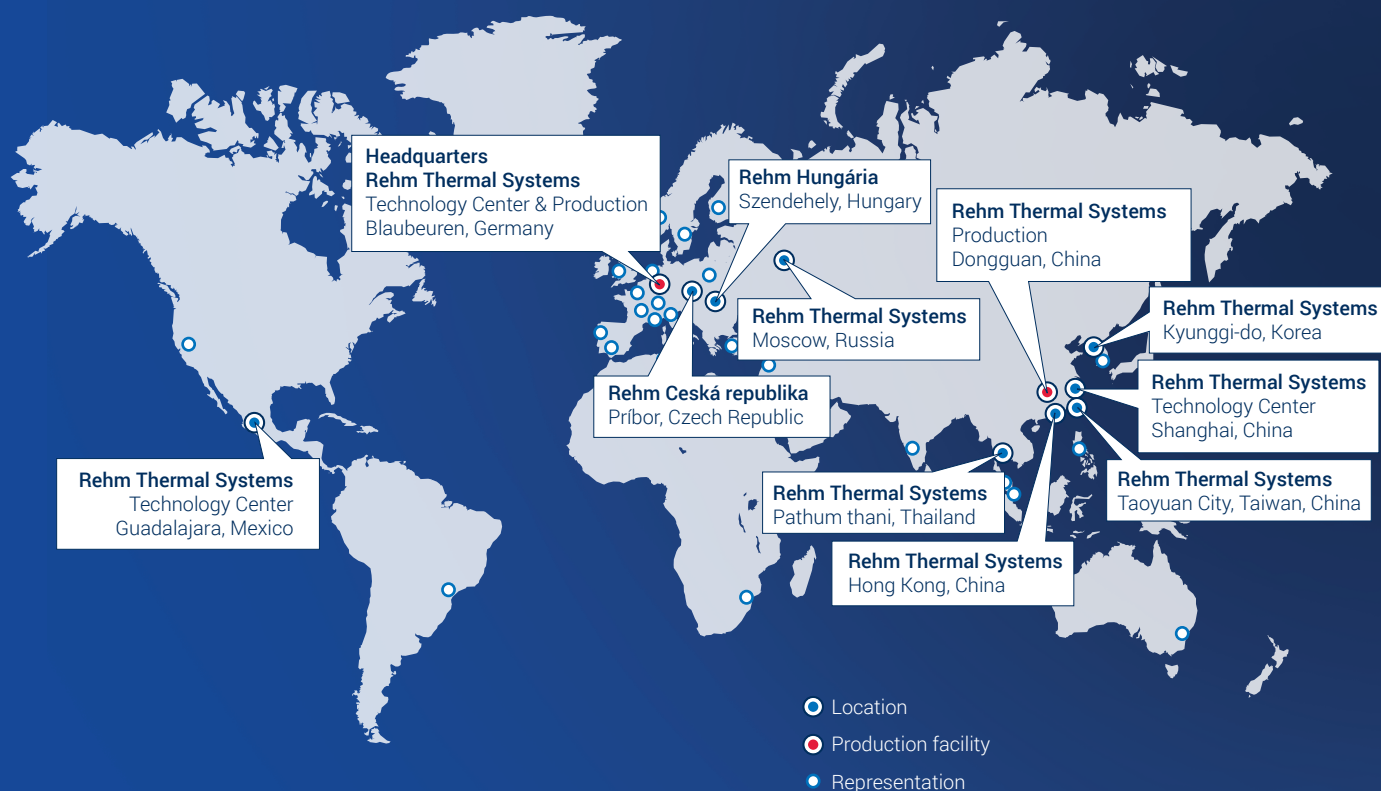 Headquarters
Rehm Thermal Systems
Technology Center & Production
Blaubeuren, Germany
Rehm Hungária
Szendehely, Hungary
Rehm Thermal Systems
Production
Dongguan, China
Rehm Thermal Systems
Moscow, Russia
Rehm Thermal Systems
Kyunggi-do, Korea
Rehm Ceská republika
Príbor, Czech Republic
Rehm Thermal Systems
Technology Center
Shanghai, China
Rehm Thermal Systems
Technology Center
Guadalajara, Mexico
Rehm Thermal Systems
Pathum thani, Thailand
Rehm Thermal Systems
Taoyuan City, Taiwan, China
Rehm Thermal Systems
Hong Kong, China
Location
Production facility
Representation